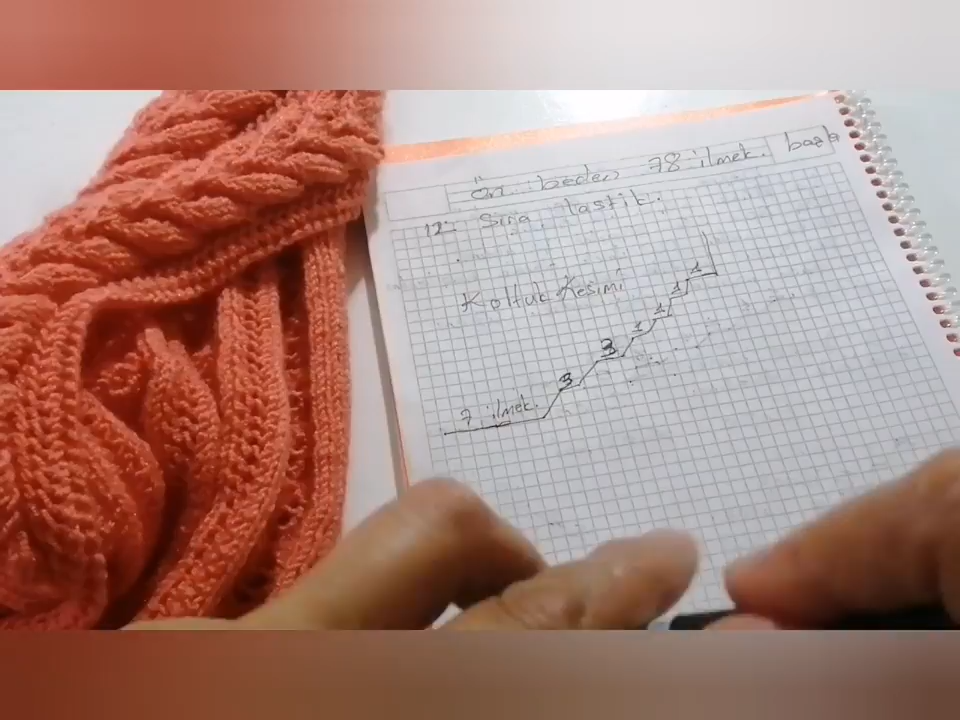 Ön beden 78 ilmek. başla
12. Sıra lastik.
Koltuk Kesimi
1
1
1
1
3
3
7 ilmek.